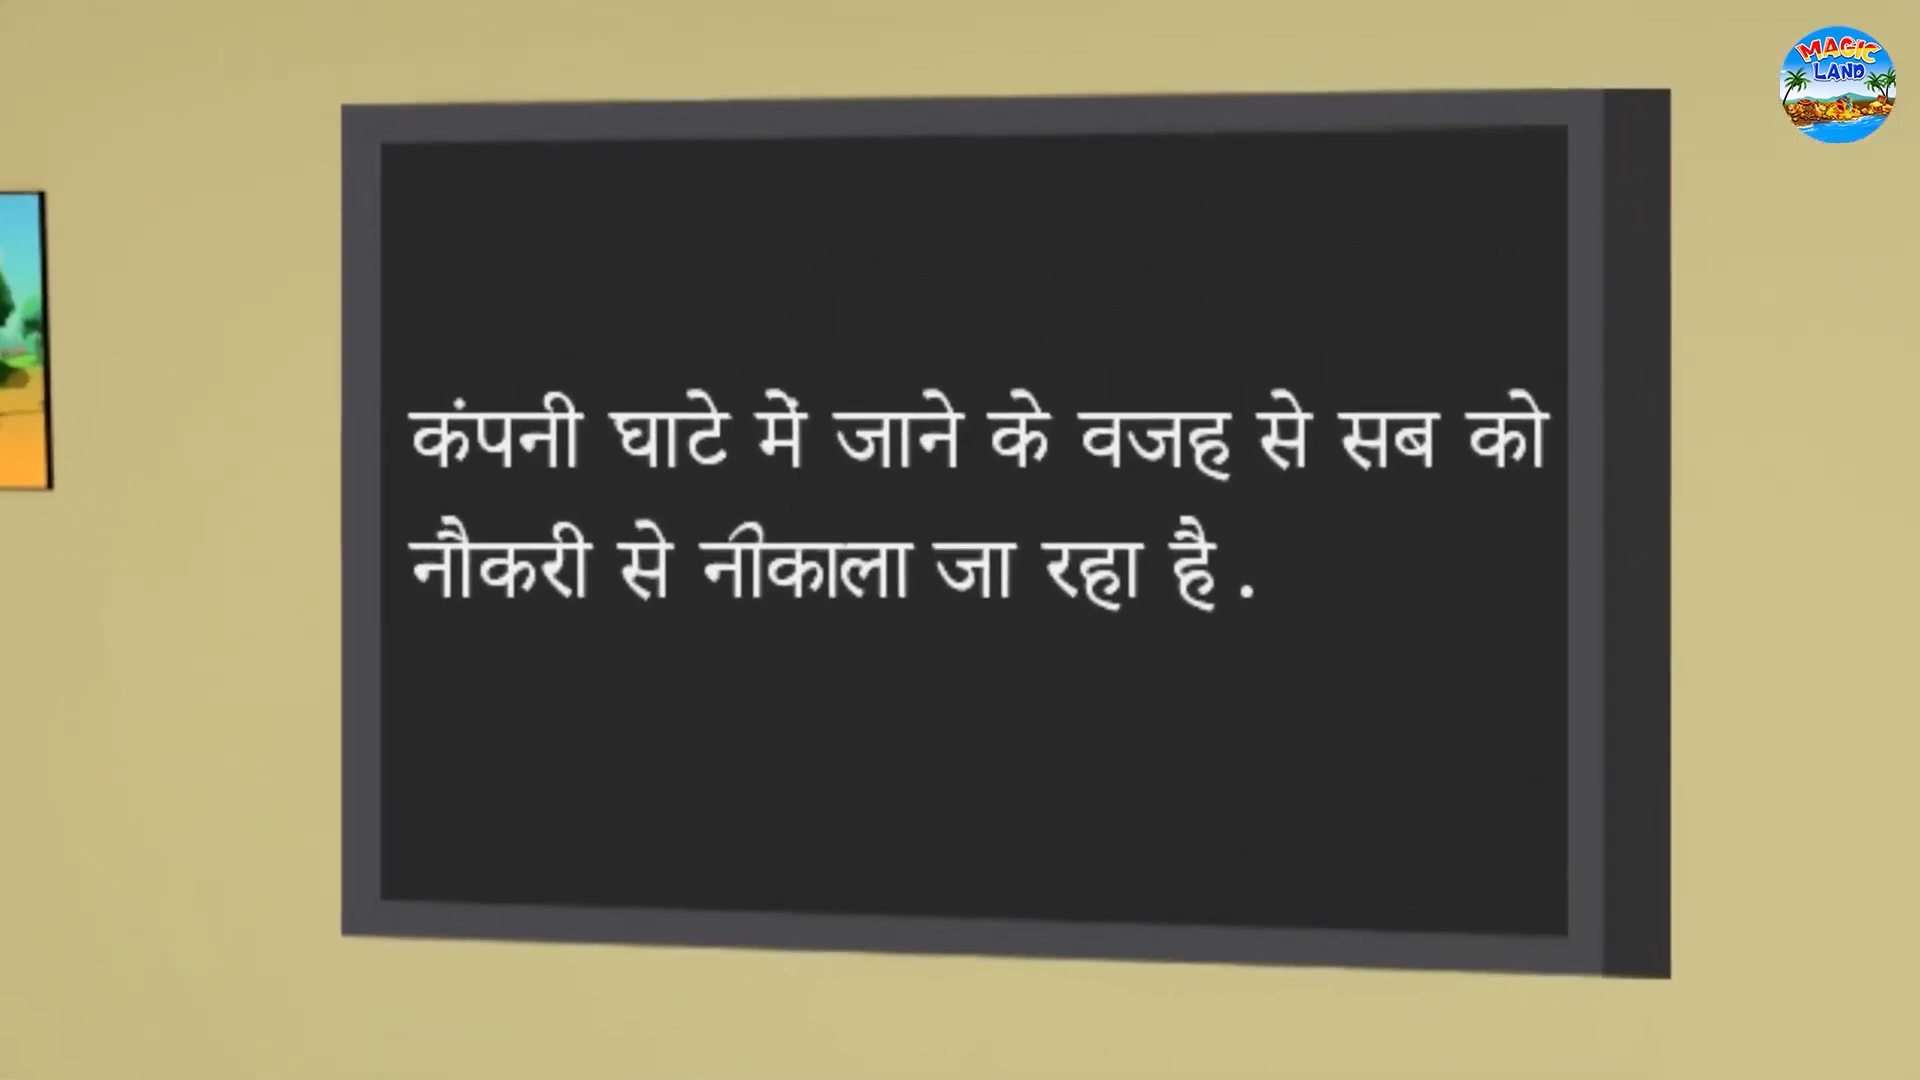 MAGIC
LAND
कंपनी घाटे में जाने के वजह से सब को
नौकरी से नीकाला जा रहा है .